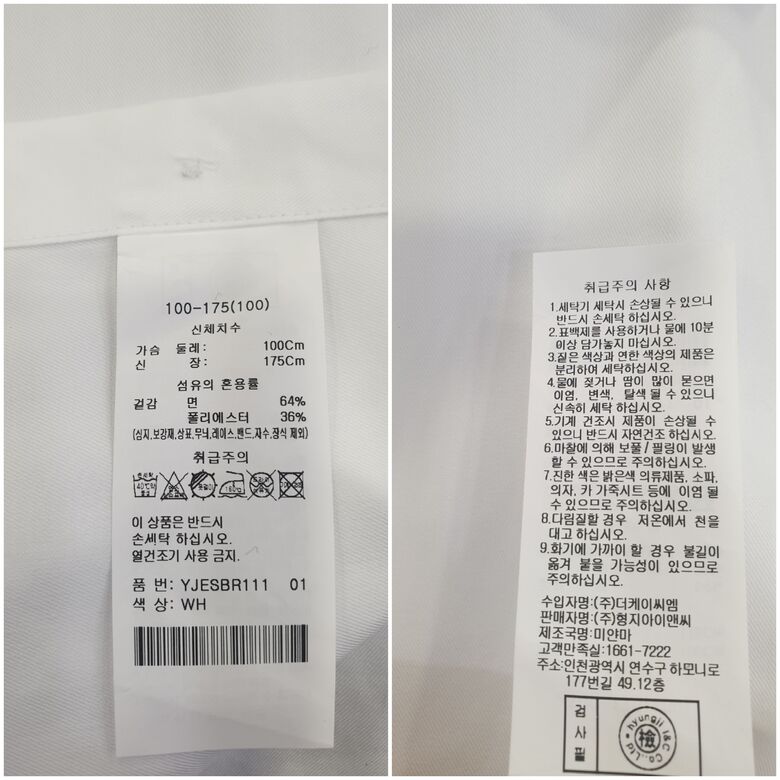 100-175(100)
신체치수
가슴 둘레: 100Cm
신 장: 175Cm
섬유의 혼용률
겉감 면 64%
폴리에스터 36%
(심지,보강재,상표,무늬,레이스,밴드,자수,장식 제외)
취급주의
이 상품은 반드시
손세탁 하십시오.
열건조기 사용 금지.
품 번: YJESBR111 01
색 상: WH
취급주의 사항
1.세탁기 세탁시 손상될 수 있으니
반드시 손세탁 하십시오.
2.표백제를 사용하거나 물에 10분
이상 담가놓지 마십시오.
3.짙은 색상과 연한 색상의 제품은
분리하여 세탁하십시오.
4.물에 젖거나 땀이 많이 묻으면
이염, 변색, 탈색 될 수 있으니
신속히 세탁 하십시오.
5.기계 건조시 제품이 손상될 수
있으니 반드시 자연건조 하십시오.
6.마찰에 의해 보풀/필링이 발생
할 수 있으므로 주의하십시오.
7.진한 색은 밝은색 의류제품, 소파,
의자, 카 가죽시트 등에 이염 될
수 있으므로 주의하십시오.
8.다림질할 경우 저온에서 천을
대고 하십시오.
9.화기에 가까이 할 경우 불길이
옮겨 붙을 가능성이 있으므로
주의하십시오.
수입자명:(주)더케이씨엠
판매자명:(주)형지아이앤씨
제조국명:미얀마
고객만족실:1661-7222
주소:인천광역시 연수구 하모니로
177번길 49.12층
검사필
hyungji I&C Co.,Ltd
檢